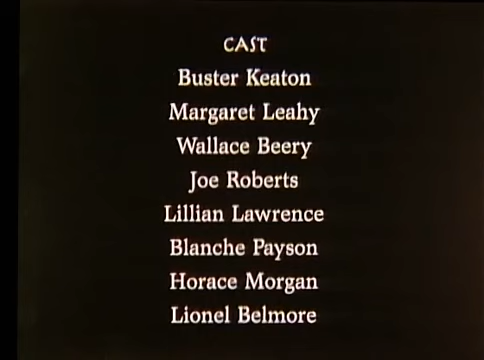 CAST
Buster Keaton
Margaret Leahy
Wallace Beery
Joe Roberts
Lillian Lawrence
Blanche Payson
Horace Morgan
Lionel Belmore